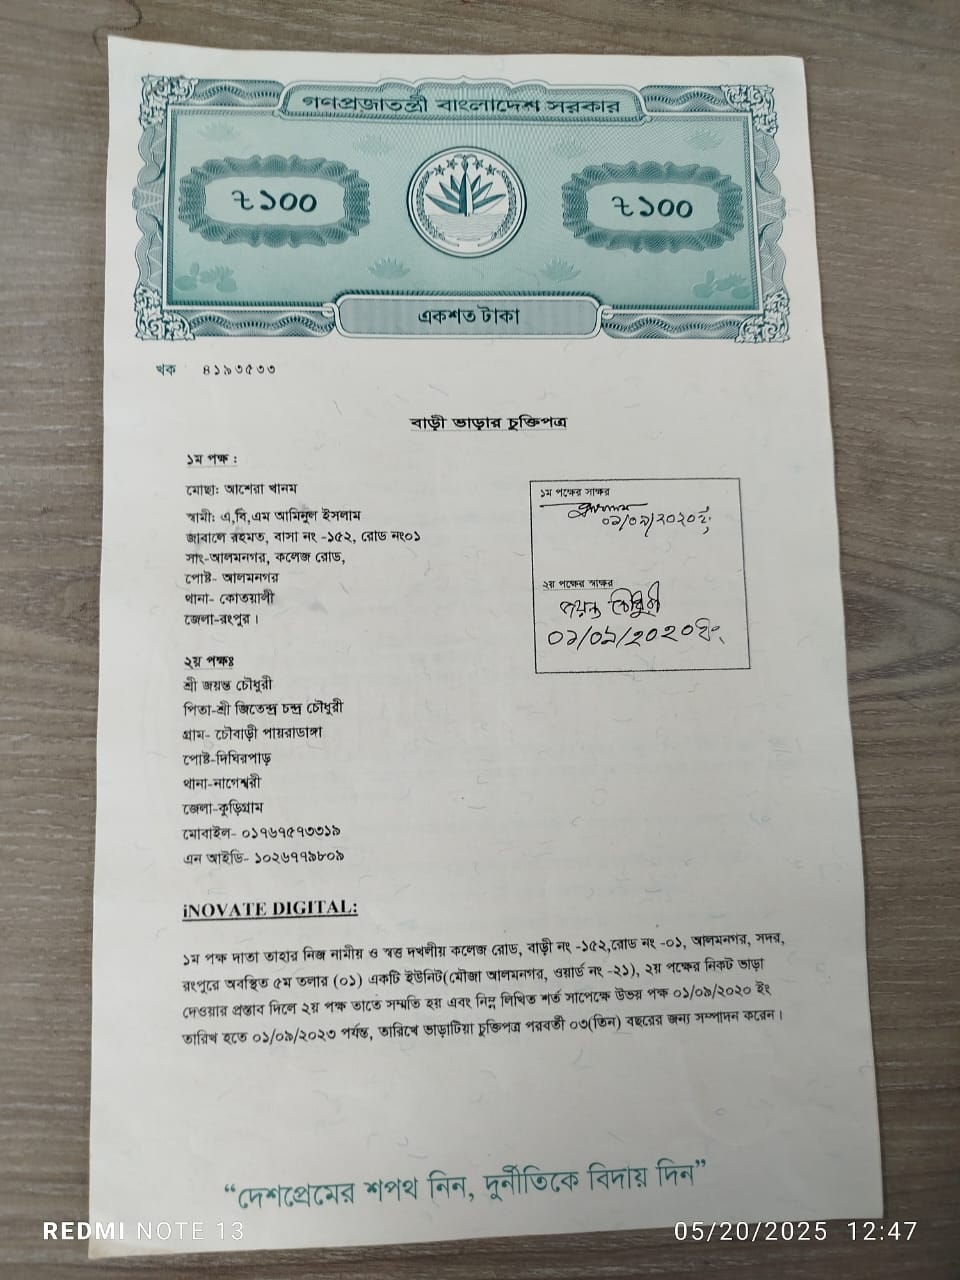 গণপ্রজাতন্ত্রী বাংলাদেশ সরকার
৳১০০
৳১০০
একশত টাকা
খক ৪১৯৩৫৩৩
বাড়ী ভাড়ার চুক্তিপত্র
১ম পক্ষ :
মোছা: আশেরা খানম
স্বামী: এ,বি,এম আমিনুল ইসলাম
জাবালে রহমত, বাসা নং -১৫২, রোড নং০১
সাং-আলমনগর, কলেজ রোড,
পোষ্ট- আলমনগর
থানা- কোতয়ালী
জেলা-রংপুর।
১ম পক্ষের সাক্ষর
০১/০৯/২০২০ইং
২য় পক্ষের স্বাক্ষর
জয়ন্ত চৌধুরী
০১/০৯/২০২০ইং
২য় পক্ষঃ
শ্রী জয়ন্ত চৌধুরী
পিতা-শ্রী জিতেন্দ্র চন্দ্র চৌধুরী
গ্রাম- চৌবাড়ী পায়রাডাঙ্গা
পোষ্ট-দিঘিরপাড়
থানা-নাগেশ্বরী
জেলা-কুড়িগ্রাম
মোবাইল- ০১৭৬৭৫৭৩৩১৯
এন আইডি- ১০২৬৭৭৯৮০৯
iNOVATE DIGITAL:
১ম পক্ষ দাতা তাহার নিজ নামীয় ও স্বত্ত দখলীয় কলেজ রোড, বাড়ী নং -১৫২,রোড নং -০১, আলমনগর, সদর,
রংপুরে অবস্থিত ৫ম তলার (০১) একটি ইউনিট(মৌজা আলমনগর, ওয়ার্ড নং -২১), ২য় পক্ষের নিকট ভাড়া
দেওয়ার প্রস্তাব দিলে ২য় পক্ষ তাতে সম্মতি হয় এবং নিম্ন লিখিত শর্ত সাপেক্ষে উভয় পক্ষ ০১/০৯/২০২০ ইং
তারিখ হতে ০১/০৯/২০২৩ পর্যন্ত, তারিখে ভাড়াটিয়া চুক্তিপত্র পরবর্তী ০৩(তিন) বছরের জন্য সম্পাদন করেন।
“দেশপ্রেমের শপথ নিন, দুর্নীতিকে বিদায় দিন”
REDMI NOTE 13
05/20/2025 12:47